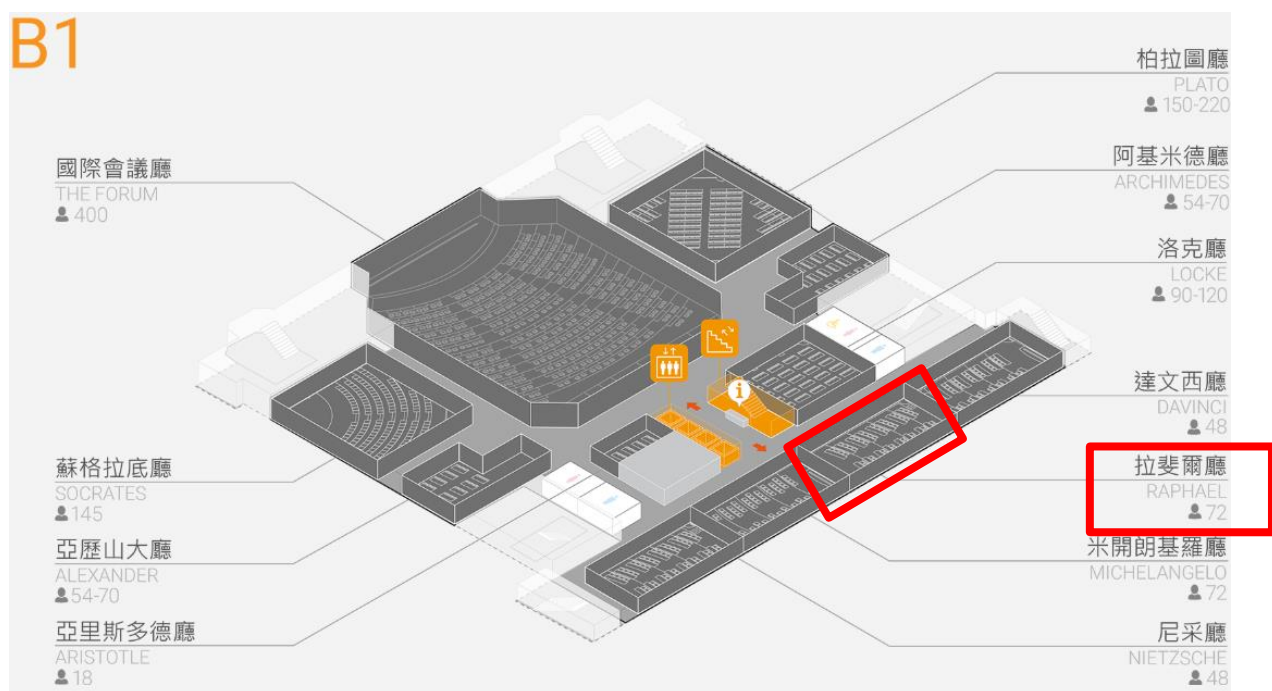 B1
國際會議廳
THE FORUM
400
蘇格拉底廳
SOCRATES
145
亞歷山大廳
ALEXANDER
54-70
亞里斯多德廳
ARISTOTLE
18
柏拉圖廳
PLATO
150-220
阿基米德廳
ARCHIMEDES
54-70
洛克廳
LOCKE
90-120
達文西廳
DAVINCI
48
拉斐爾廳
RAPHAEL
72
米開朗基羅廳
MICHELANGELO
72
尼采廳
NIETZSCHE
48
i